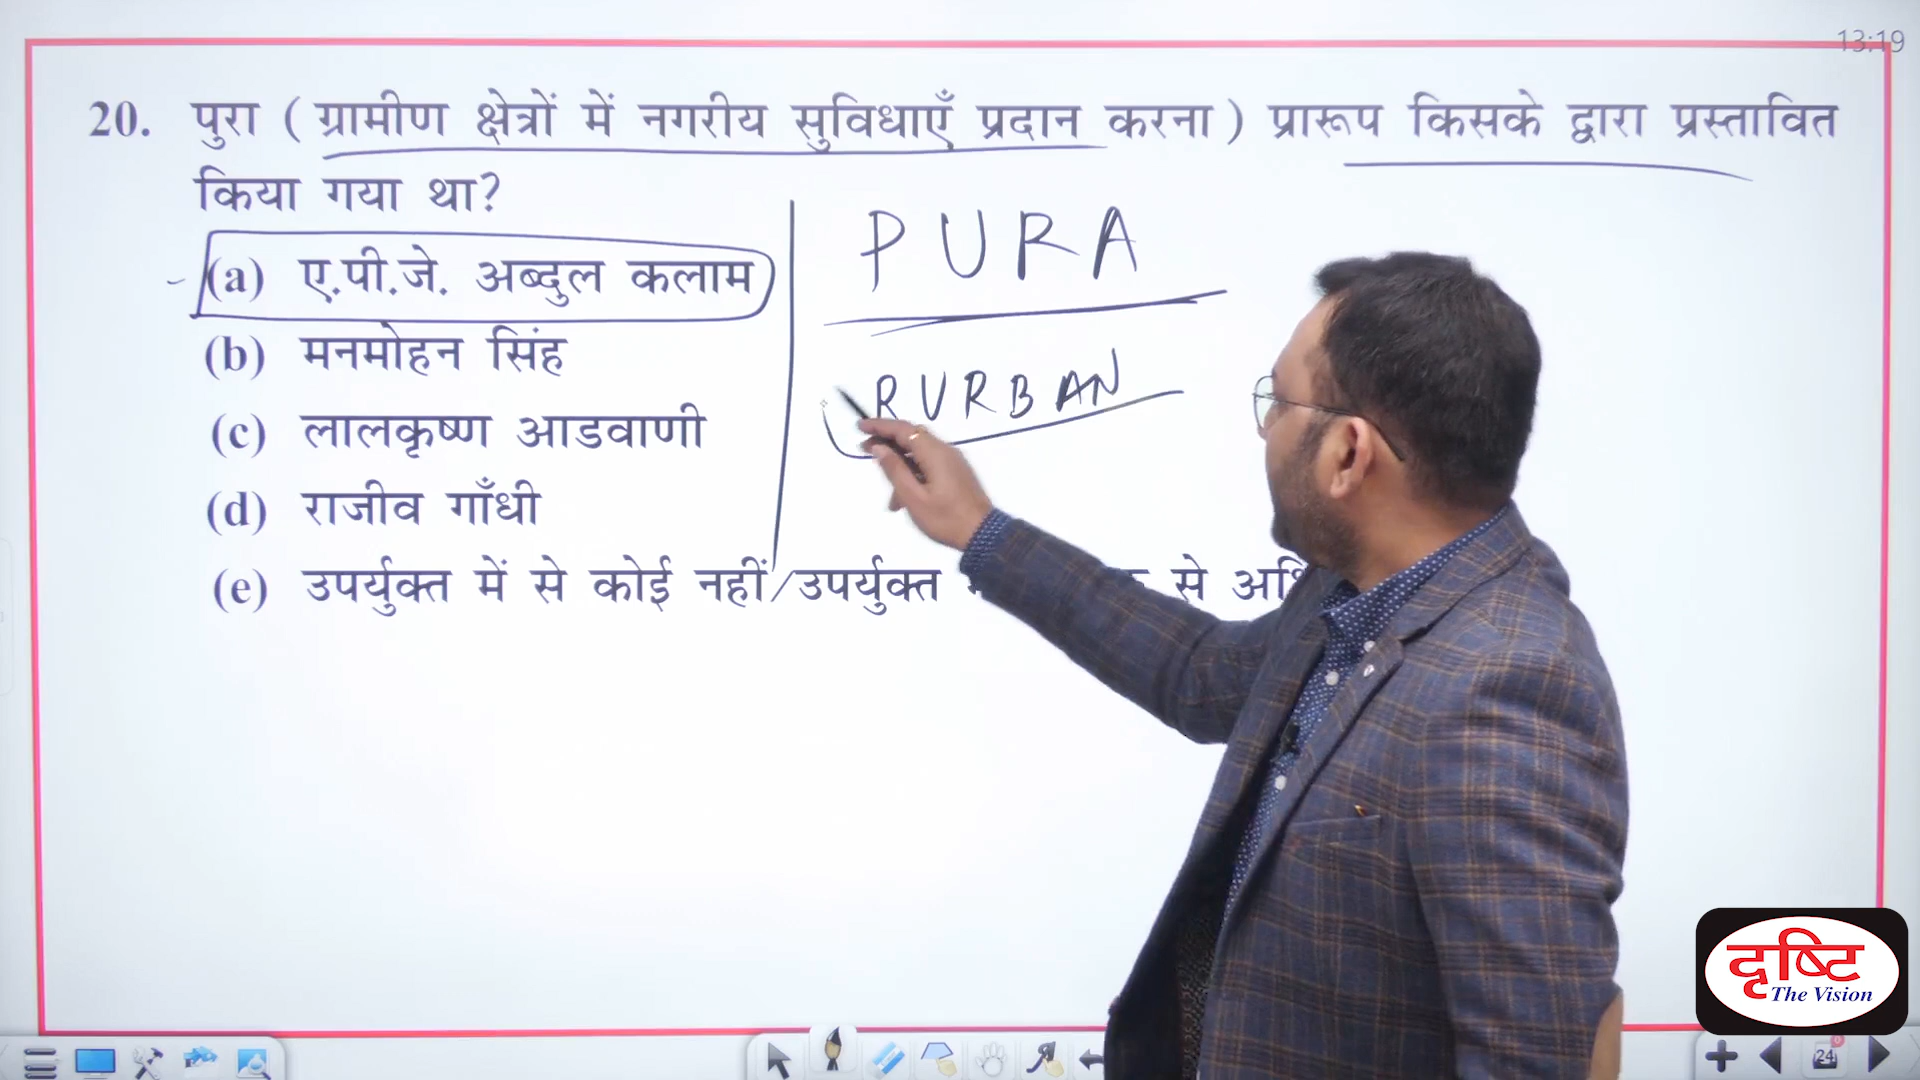 13:19
20. पुरा (ग्रामीण क्षेत्रों में नगरीय सुविधाएँ प्रदान करना) प्रारूप किसके द्वारा प्रस्तावित
किया गया था?
PURA
(a) ए.पी.जे. अब्दुल कलाम
(b) मनमोहन सिंह
RURBAN
(c) लालकृष्ण आडवाणी
(d) राजीव गाँधी
(e) उपर्युक्त में से कोई नहीं/उपर्युक्त से
दृष्टि
The Vision
24